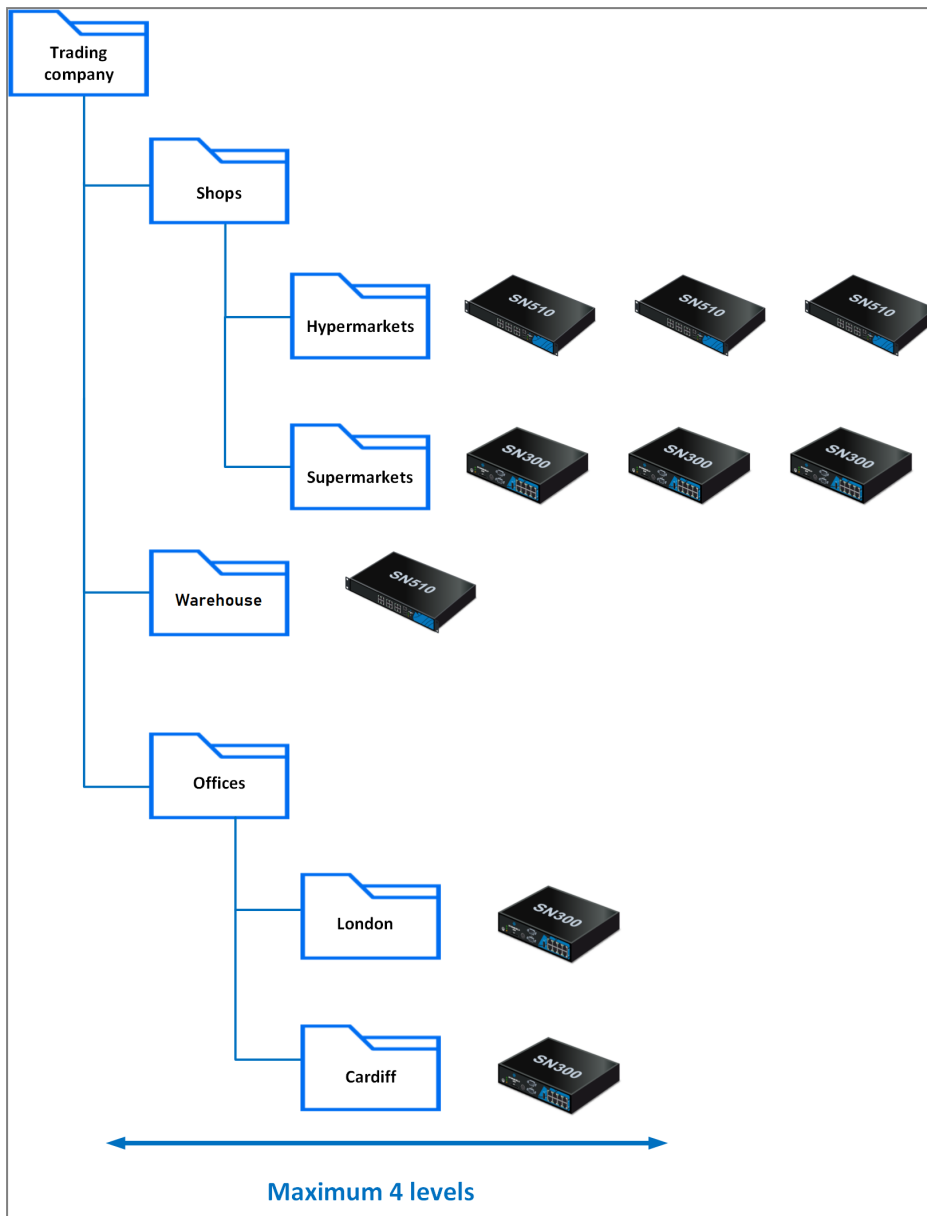 Trading
company
Shops
Hypermarkets
SN510
SN510
SN510
Supermarkets
SN300
SN300
SN300
Warehouse
SN510
Offices
London
SN300
Cardiff
SN300
Maximum 4 levels